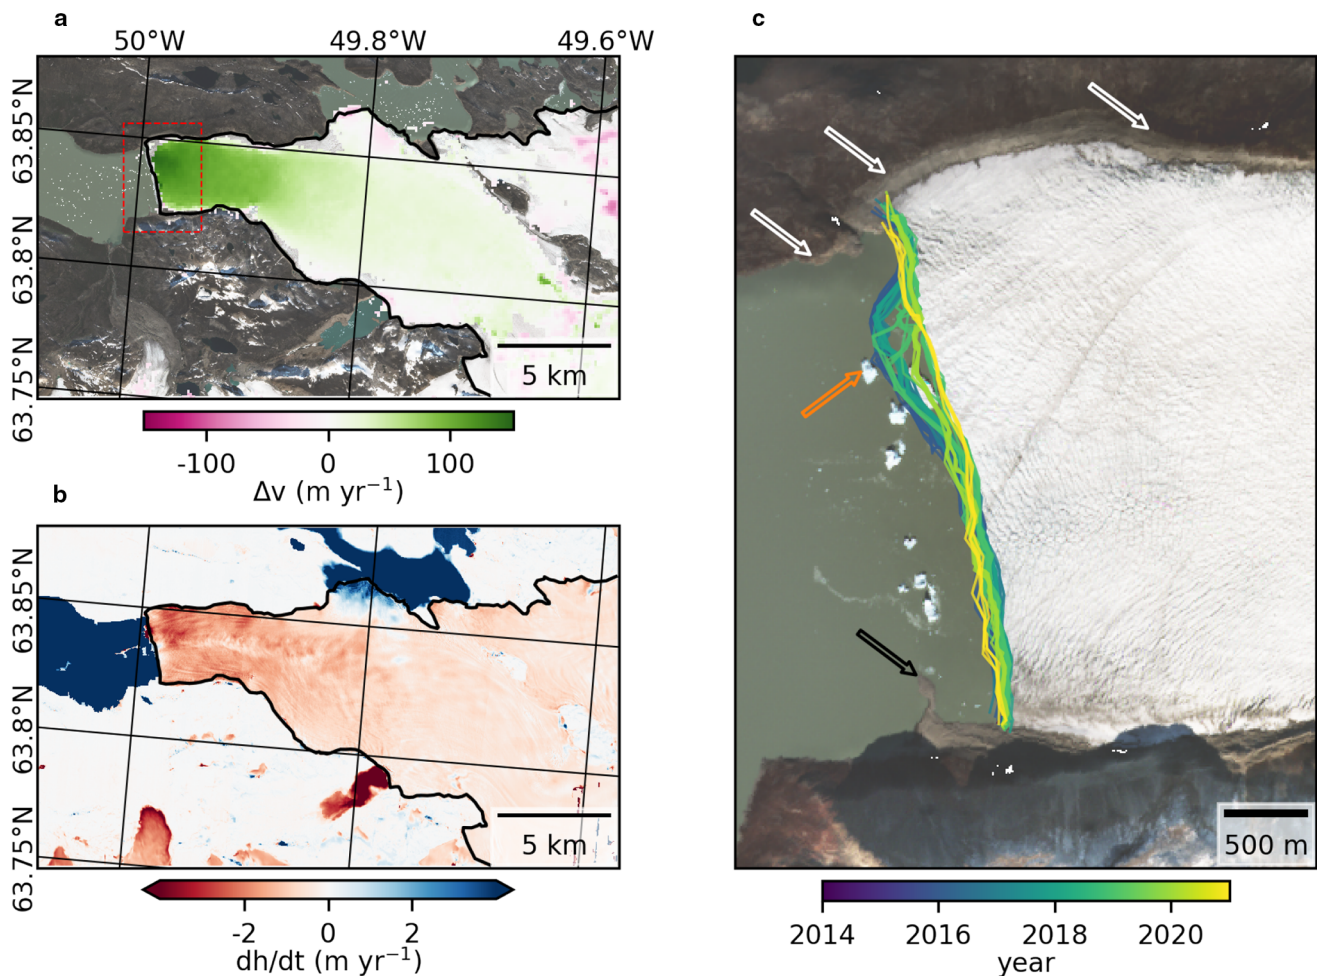 a
50°W 49.8°W 49.6°W
63.85°N
63.8°N
63.75°N
5 km
-100 0 100
Δv (m yr⁻¹)
b
63.85°N
63.8°N
63.75°N
5 km
-2 0 2
dh/dt (m yr⁻¹)
c
500 m
2014 2016 2018 2020
year